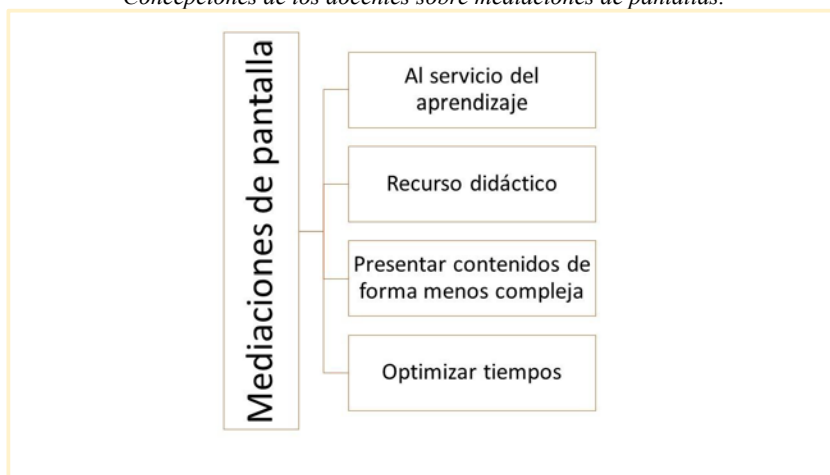 Concepciones de los docentes sobre mediaciones de pantallas.
Mediaciones de pantalla
Al servicio del
aprendizaje
Recurso didáctico
Presentar contenidos de
forma menos compleja
Optimizar tiempos